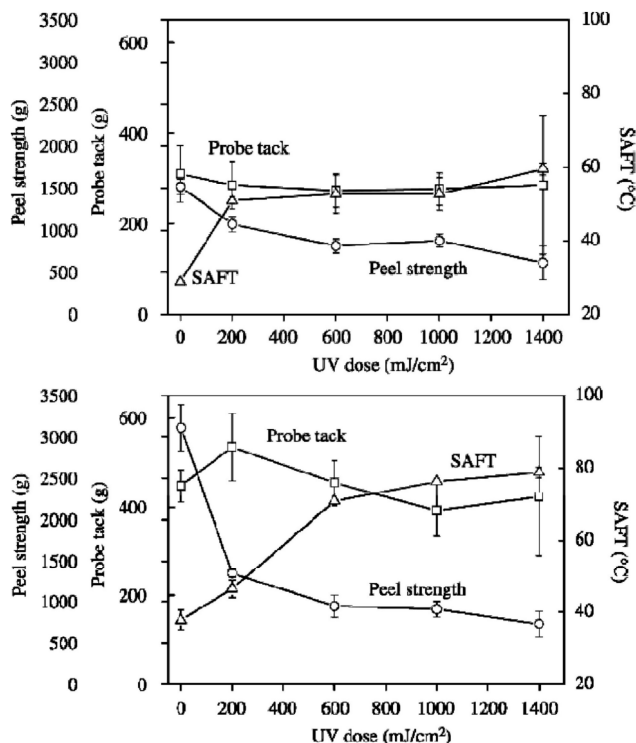 Peel strength (g)
3500
3000
2500
2000
1500
1000
500
0
Probe tack (g)
600
400
200
0
Probe tack
SAFT
Peel strength
SAFT (°C)
100
80
60
40
20
0 200 400 600 800 1000 1200 1400
UV dose (mJ/cm²)
Peel strength (g)
3500
3000
2500
2000
1500
1000
500
0
Probe tack (g)
600
400
200
0
Probe tack
SAFT
Peel strength
SAFT (°C)
100
80
60
40
20
0 200 400 600 800 1000 1200 1400
UV dose (mJ/cm²)